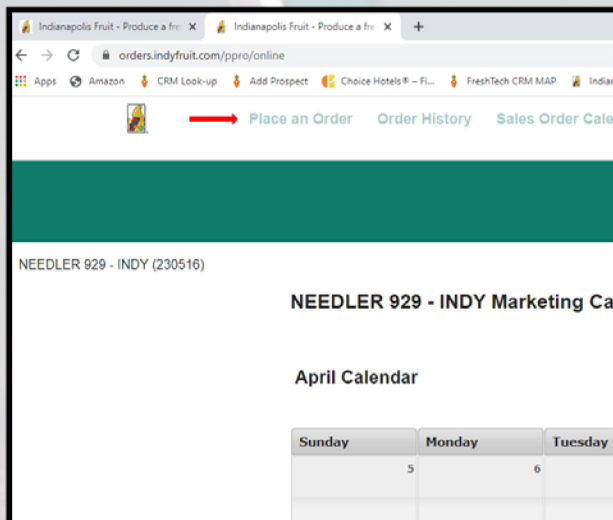 Indianapolis Fruit - Produce a fre
Indianapolis Fruit - Produce a fre
orders.indyfruit.com/ppro/online
Apps Amazon CRM Look-up Add Prospect Choice Hotels® – Fi... FreshTech CRM MAP Indian
Place an Order Order History Sales Order Cale
NEEDLER 929 - INDY (230516)
NEEDLER 929 - INDY Marketing Ca
April Calendar
Sunday Monday Tuesday
5 6